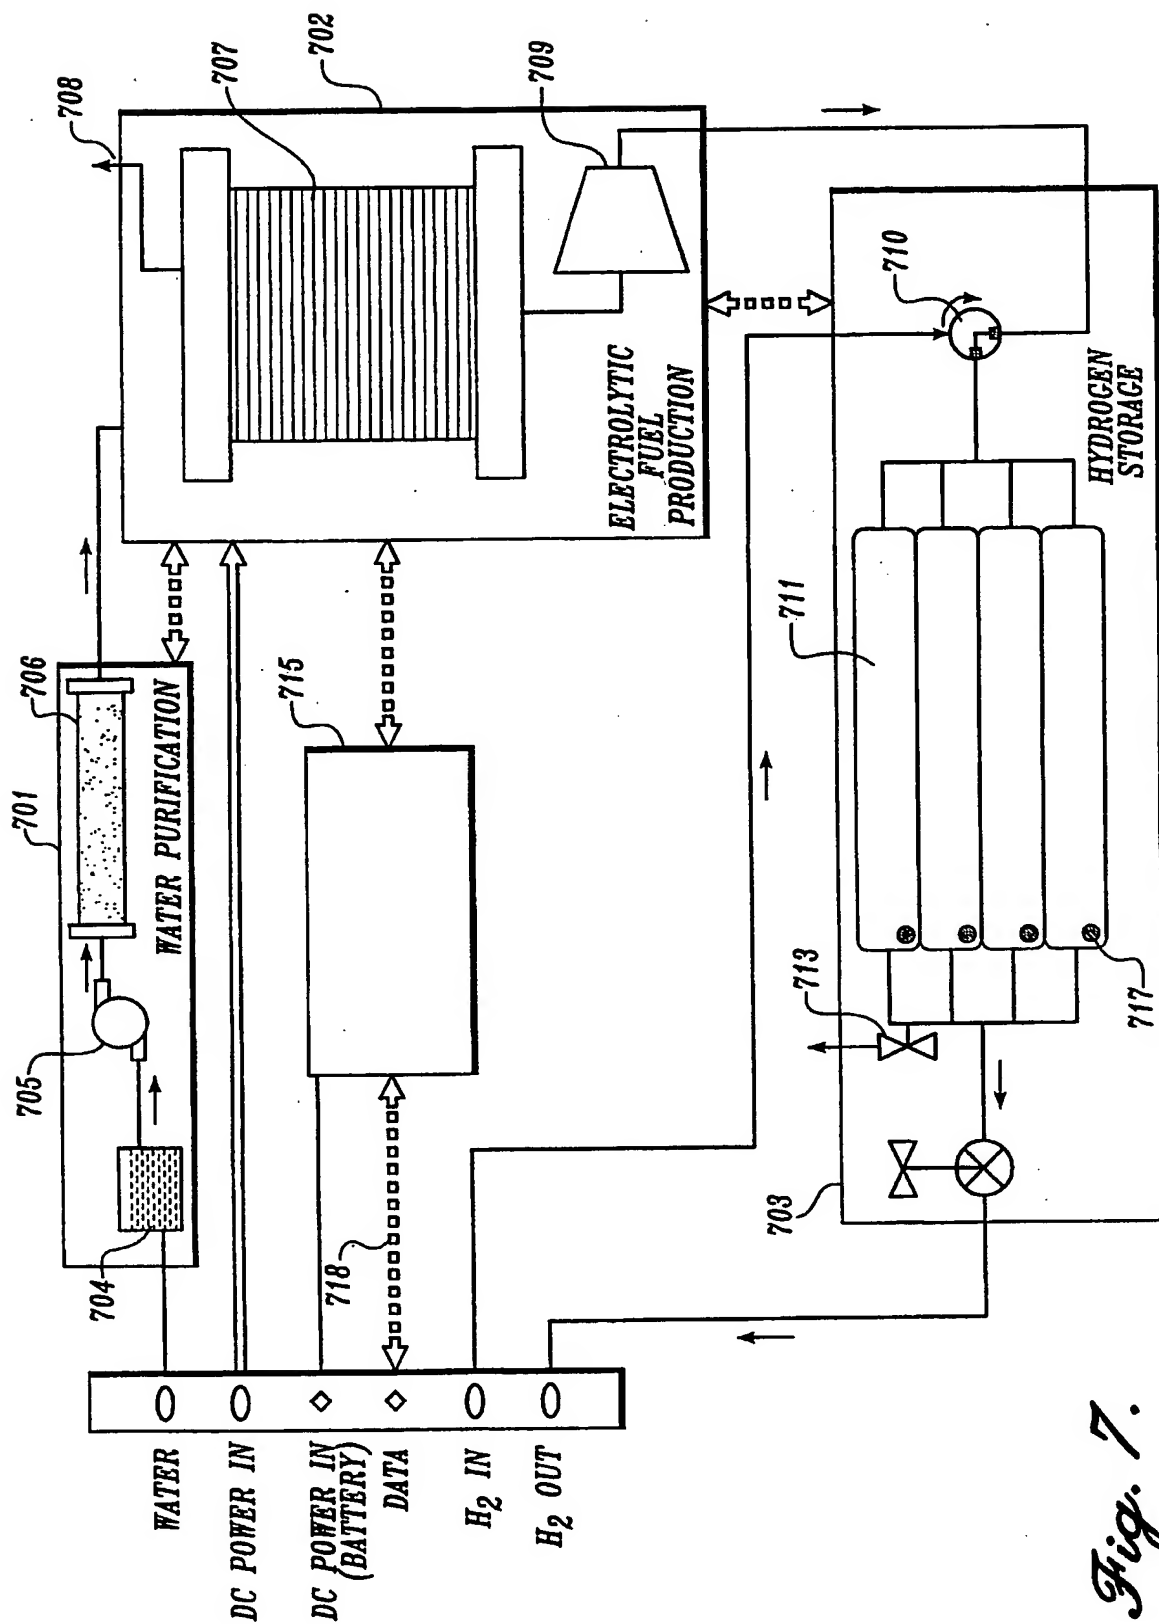 708
702
707
709
701
706
705
704
WATER PURIFICATION
ELECTROLYTIC
FUEL
PRODUCTION
715
718
710
711
713
717
703
HYDROGEN
STORAGE
WATER
DC POWER IN
DC POWER IN
(BATTERY)
DATA
H₂ IN
H₂ OUT
Fig. 7.